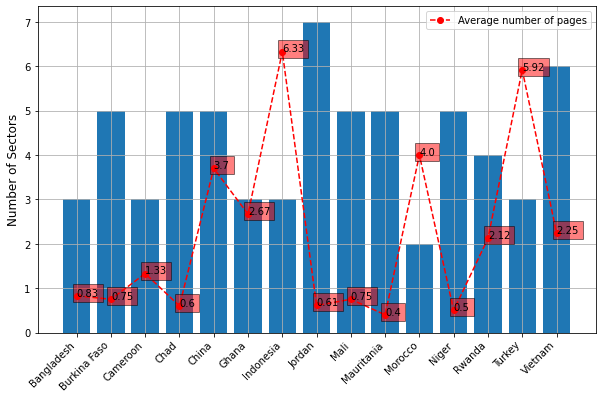 Average number of pages
Number of Sectors
7
6
5
4
3
2
1
0
0.83
0.75
1.33
0.6
3.7
2.67
6.33
0.61
0.75
0.4
4.0
0.5
2.12
5.92
2.25
Bangladesh
Burkina Faso
Cameroon
Chad
China
Ghana
Indonesia
Jordan
Mali
Mauritania
Morocco
Niger
Rwanda
Turkey
Vietnam